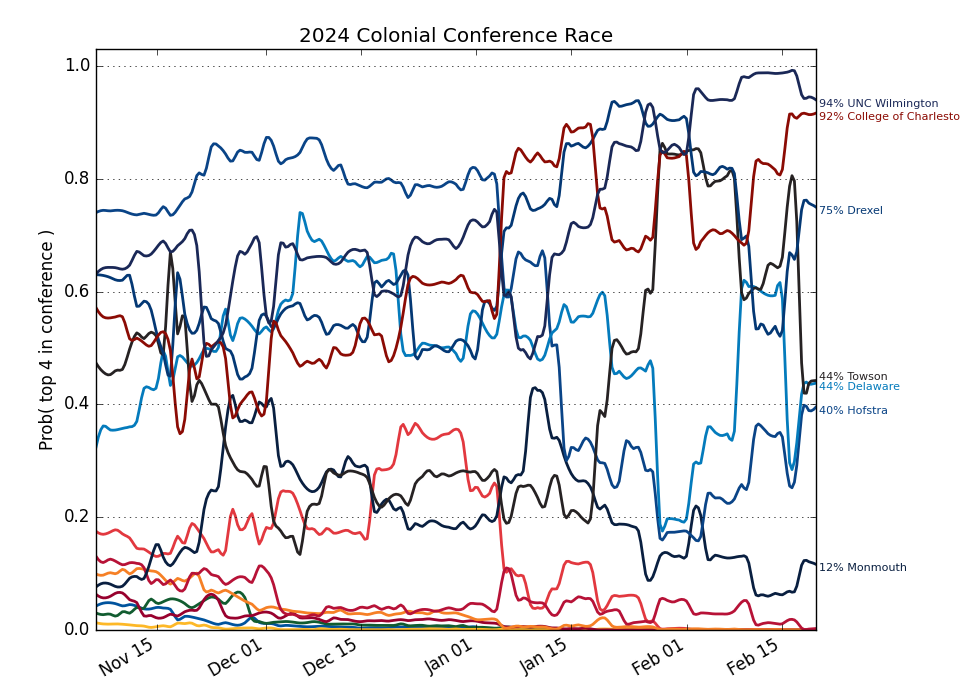 2024 Colonial Conference Race
Prob( top 4 in conference )
1.0
0.8
0.6
0.4
0.2
0.0
Nov 15
Dec 01
Dec 15
Jan 01
Jan 15
Feb 01
Feb 15
94% UNC Wilmington
92% College of Charlesto
75% Drexel
44% Towson
44% Delaware
40% Hofstra
12% Monmouth